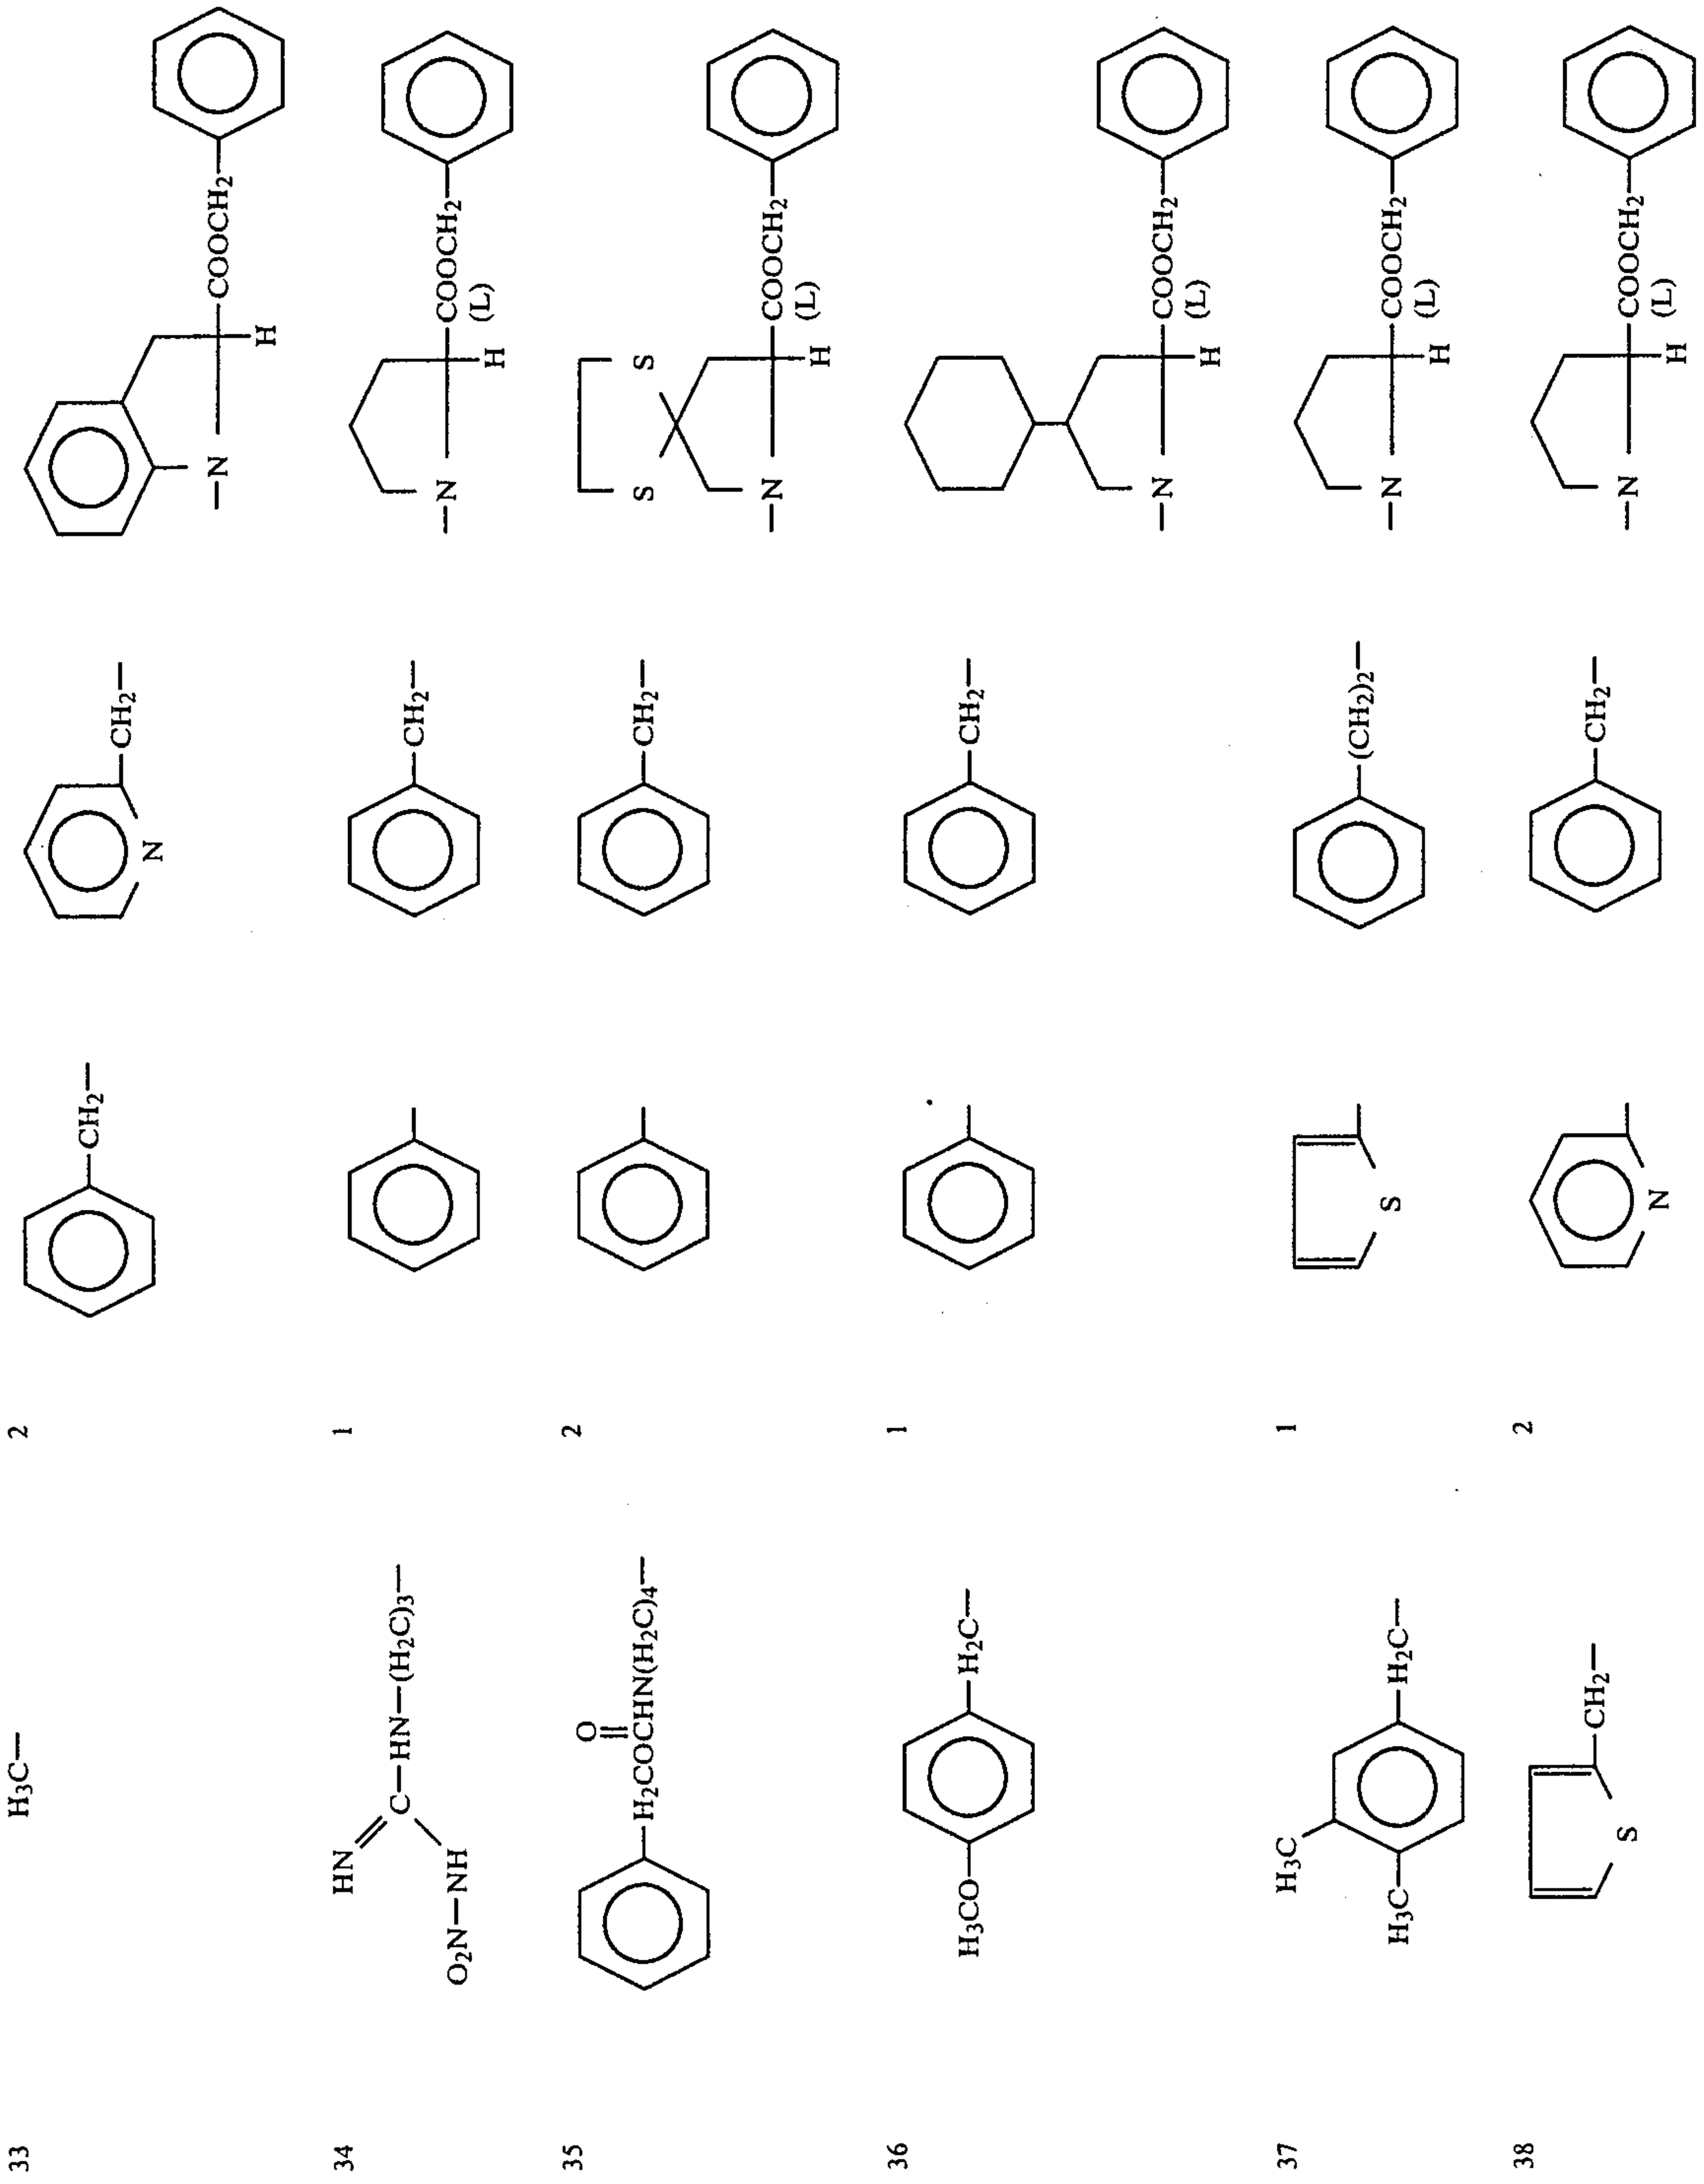 33 H₃C— 2 CH₂— CH₂— N —N H COOCH₂—
34 HN C—HN—(H₂C)₃— O₂N—NH 1 CH₂— —N H COOCH₂— (L)
35 H₂COCHN(H₂C)₄— O 2 CH₂— S S —N H COOCH₂— (L)
36 H₃CO H₂C— 1 CH₂— —N H COOCH₂— (L)
37 H₃C H₃C H₂C— 1 S (CH₂)₂— —N H COOCH₂— (L)
38 S CH₂— 2 N CH₂— —N H COOCH₂— (L)